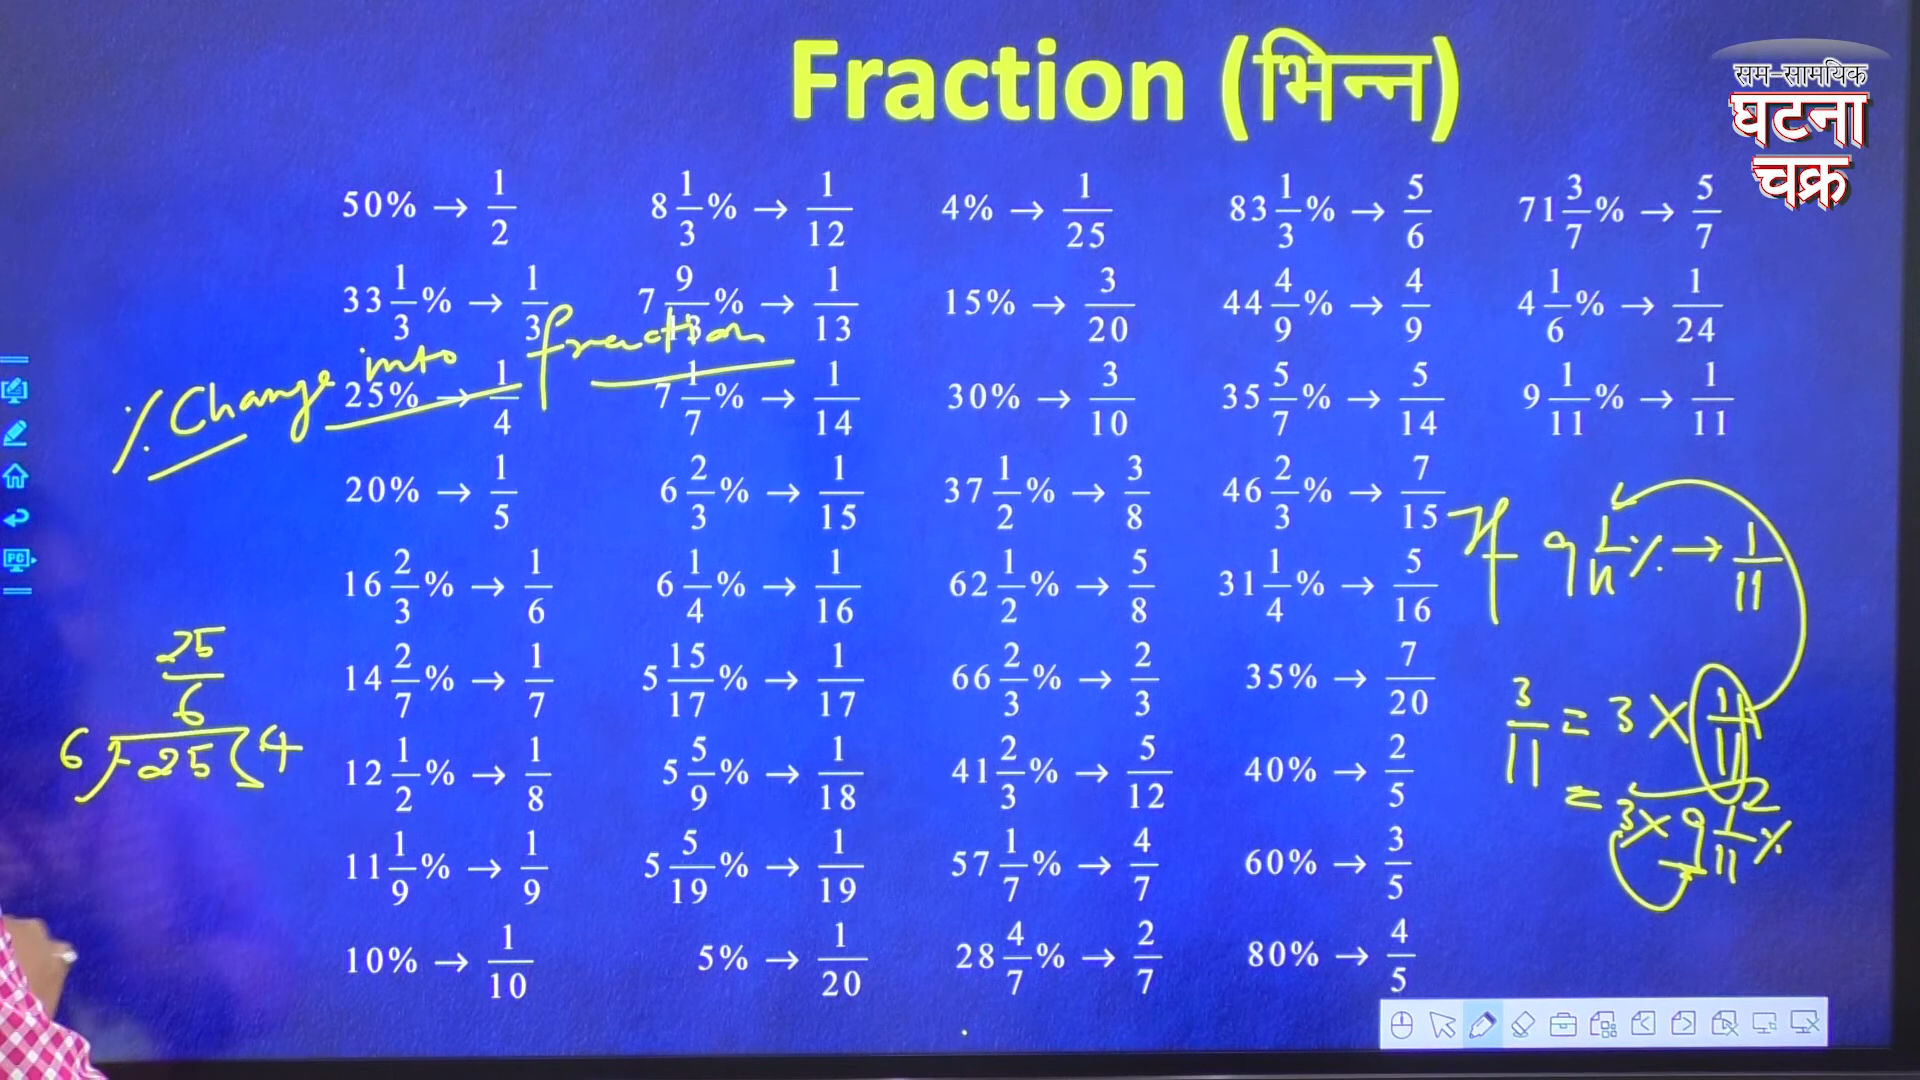 Fraction (भिन्न)
सम-सामयिक
घटना
चक्र
50% → 1/2
8 1/3% → 1/12
4% → 1/25
83 1/3% → 5/6
71 3/7% → 5/7
33 1/3% → 1/3
7 9/13% → 1/13
15% → 3/20
44 4/9% → 4/9
4 1/6% → 1/24
% Change into fraction
25% → 1/4
7 1/7% → 1/14
30% → 3/10
35 5/7% → 5/14
9 1/11% → 1/11
20% → 1/5
6 2/3% → 1/15
37 1/2% → 3/8
46 2/3% → 7/15
If 9 1/11% → 1/11
16 2/3% → 1/6
6 1/4% → 1/16
62 1/2% → 5/8
31 1/4% → 5/16
25/6
14 2/7% → 1/7
5 15/17% → 1/17
66 2/3% → 2/3
35% → 7/20
3/11 = 3 × 1/11
6 ) 25 ( 4
12 1/2% → 1/8
5 5/9% → 1/18
41 2/3% → 5/12
40% → 2/5
= 3 × 9 1/11%
11 1/9% → 1/9
5 5/19% → 1/19
57 1/7% → 4/7
60% → 3/5
10% → 1/10
5% → 1/20
28 4/7% → 2/7
80% → 4/5